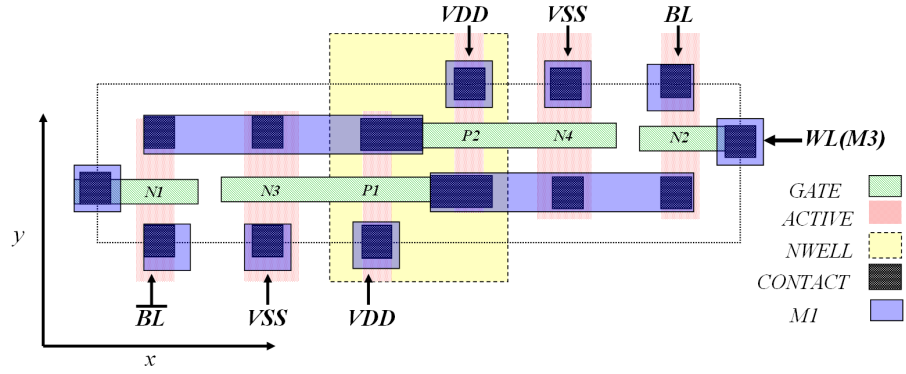 VDD VSS BL
P2 N4 N2
WL(M3)
N1 N3 P1
y
x
BL VSS VDD
GATE
ACTIVE
NWELL
CONTACT
M1